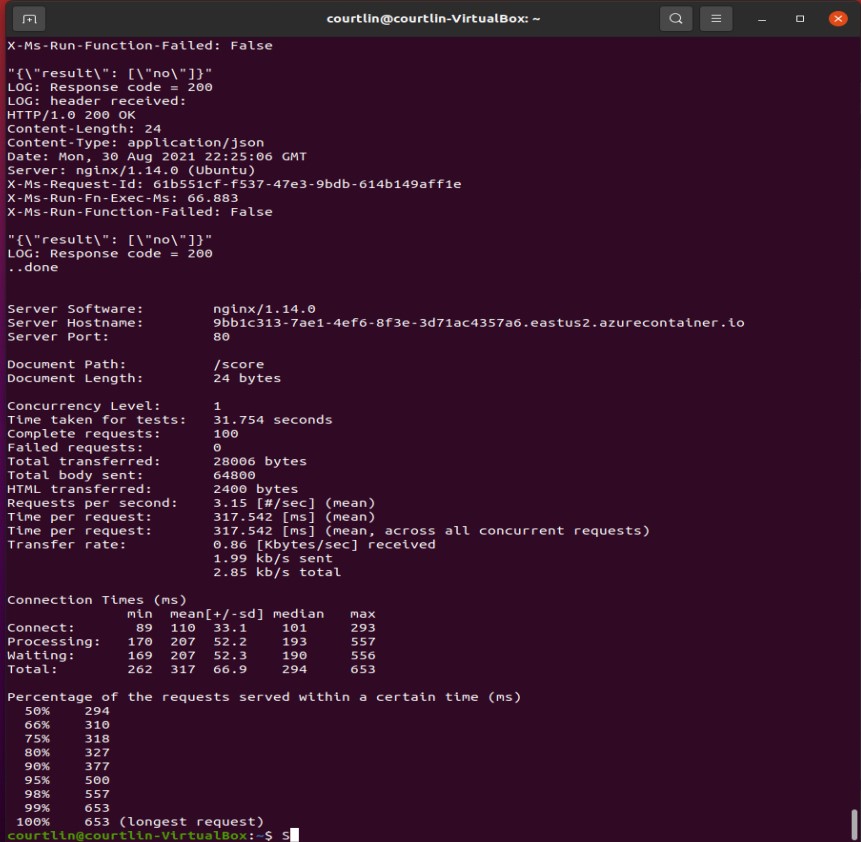 courtlin@courtlin-VirtualBox: ~
X-Ms-Run-Function-Failed: False
"{\"result\": [\"no\"]}"
LOG: Response code = 200
LOG: header received:
HTTP/1.0 200 OK
Content-Length: 24
Content-Type: application/json
Date: Mon, 30 Aug 2021 22:25:06 GMT
Server: nginx/1.14.0 (Ubuntu)
X-Ms-Request-Id: 61b551cf-f537-47e3-9bdb-614b149aff1e
X-Ms-Run-Fn-Exec-Ms: 66.883
X-Ms-Run-Function-Failed: False
"{\"result\": [\"no\"]}"
LOG: Response code = 200
..done
Server Software:        nginx/1.14.0
Server Hostname:        9bb1c313-7ae1-4ef6-8f3e-3d71ac4357a6.eastus2.azurecontainer.io
Server Port:            80
Document Path:          /score
Document Length:        24 bytes
Concurrency Level:      1
Time taken for tests:   31.754 seconds
Complete requests:      100
Failed requests:        0
Total transferred:      28006 bytes
Total body sent:        64800
HTML transferred:       2400 bytes
Requests per second:    3.15 [#/sec] (mean)
Time per request:       317.542 [ms] (mean)
Time per request:       317.542 [ms] (mean, across all concurrent requests)
Transfer rate:          0.86 [Kbytes/sec] received
                        1.99 kb/s sent
                        2.85 kb/s total
Connection Times (ms)
              min  mean[+/-sd] median   max
Connect:       89  110  33.1    101     293
Processing:   170  207  52.2    193     557
Waiting:      169  207  52.3    190     556
Total:        262  317  66.9    294     653
Percentage of the requests served within a certain time (ms)
  50%    294
  66%    310
  75%    318
  80%    327
  90%    377
  95%    500
  98%    557
  99%    653
 100%    653 (longest request)
courtlin@courtlin-VirtualBox:~$ S